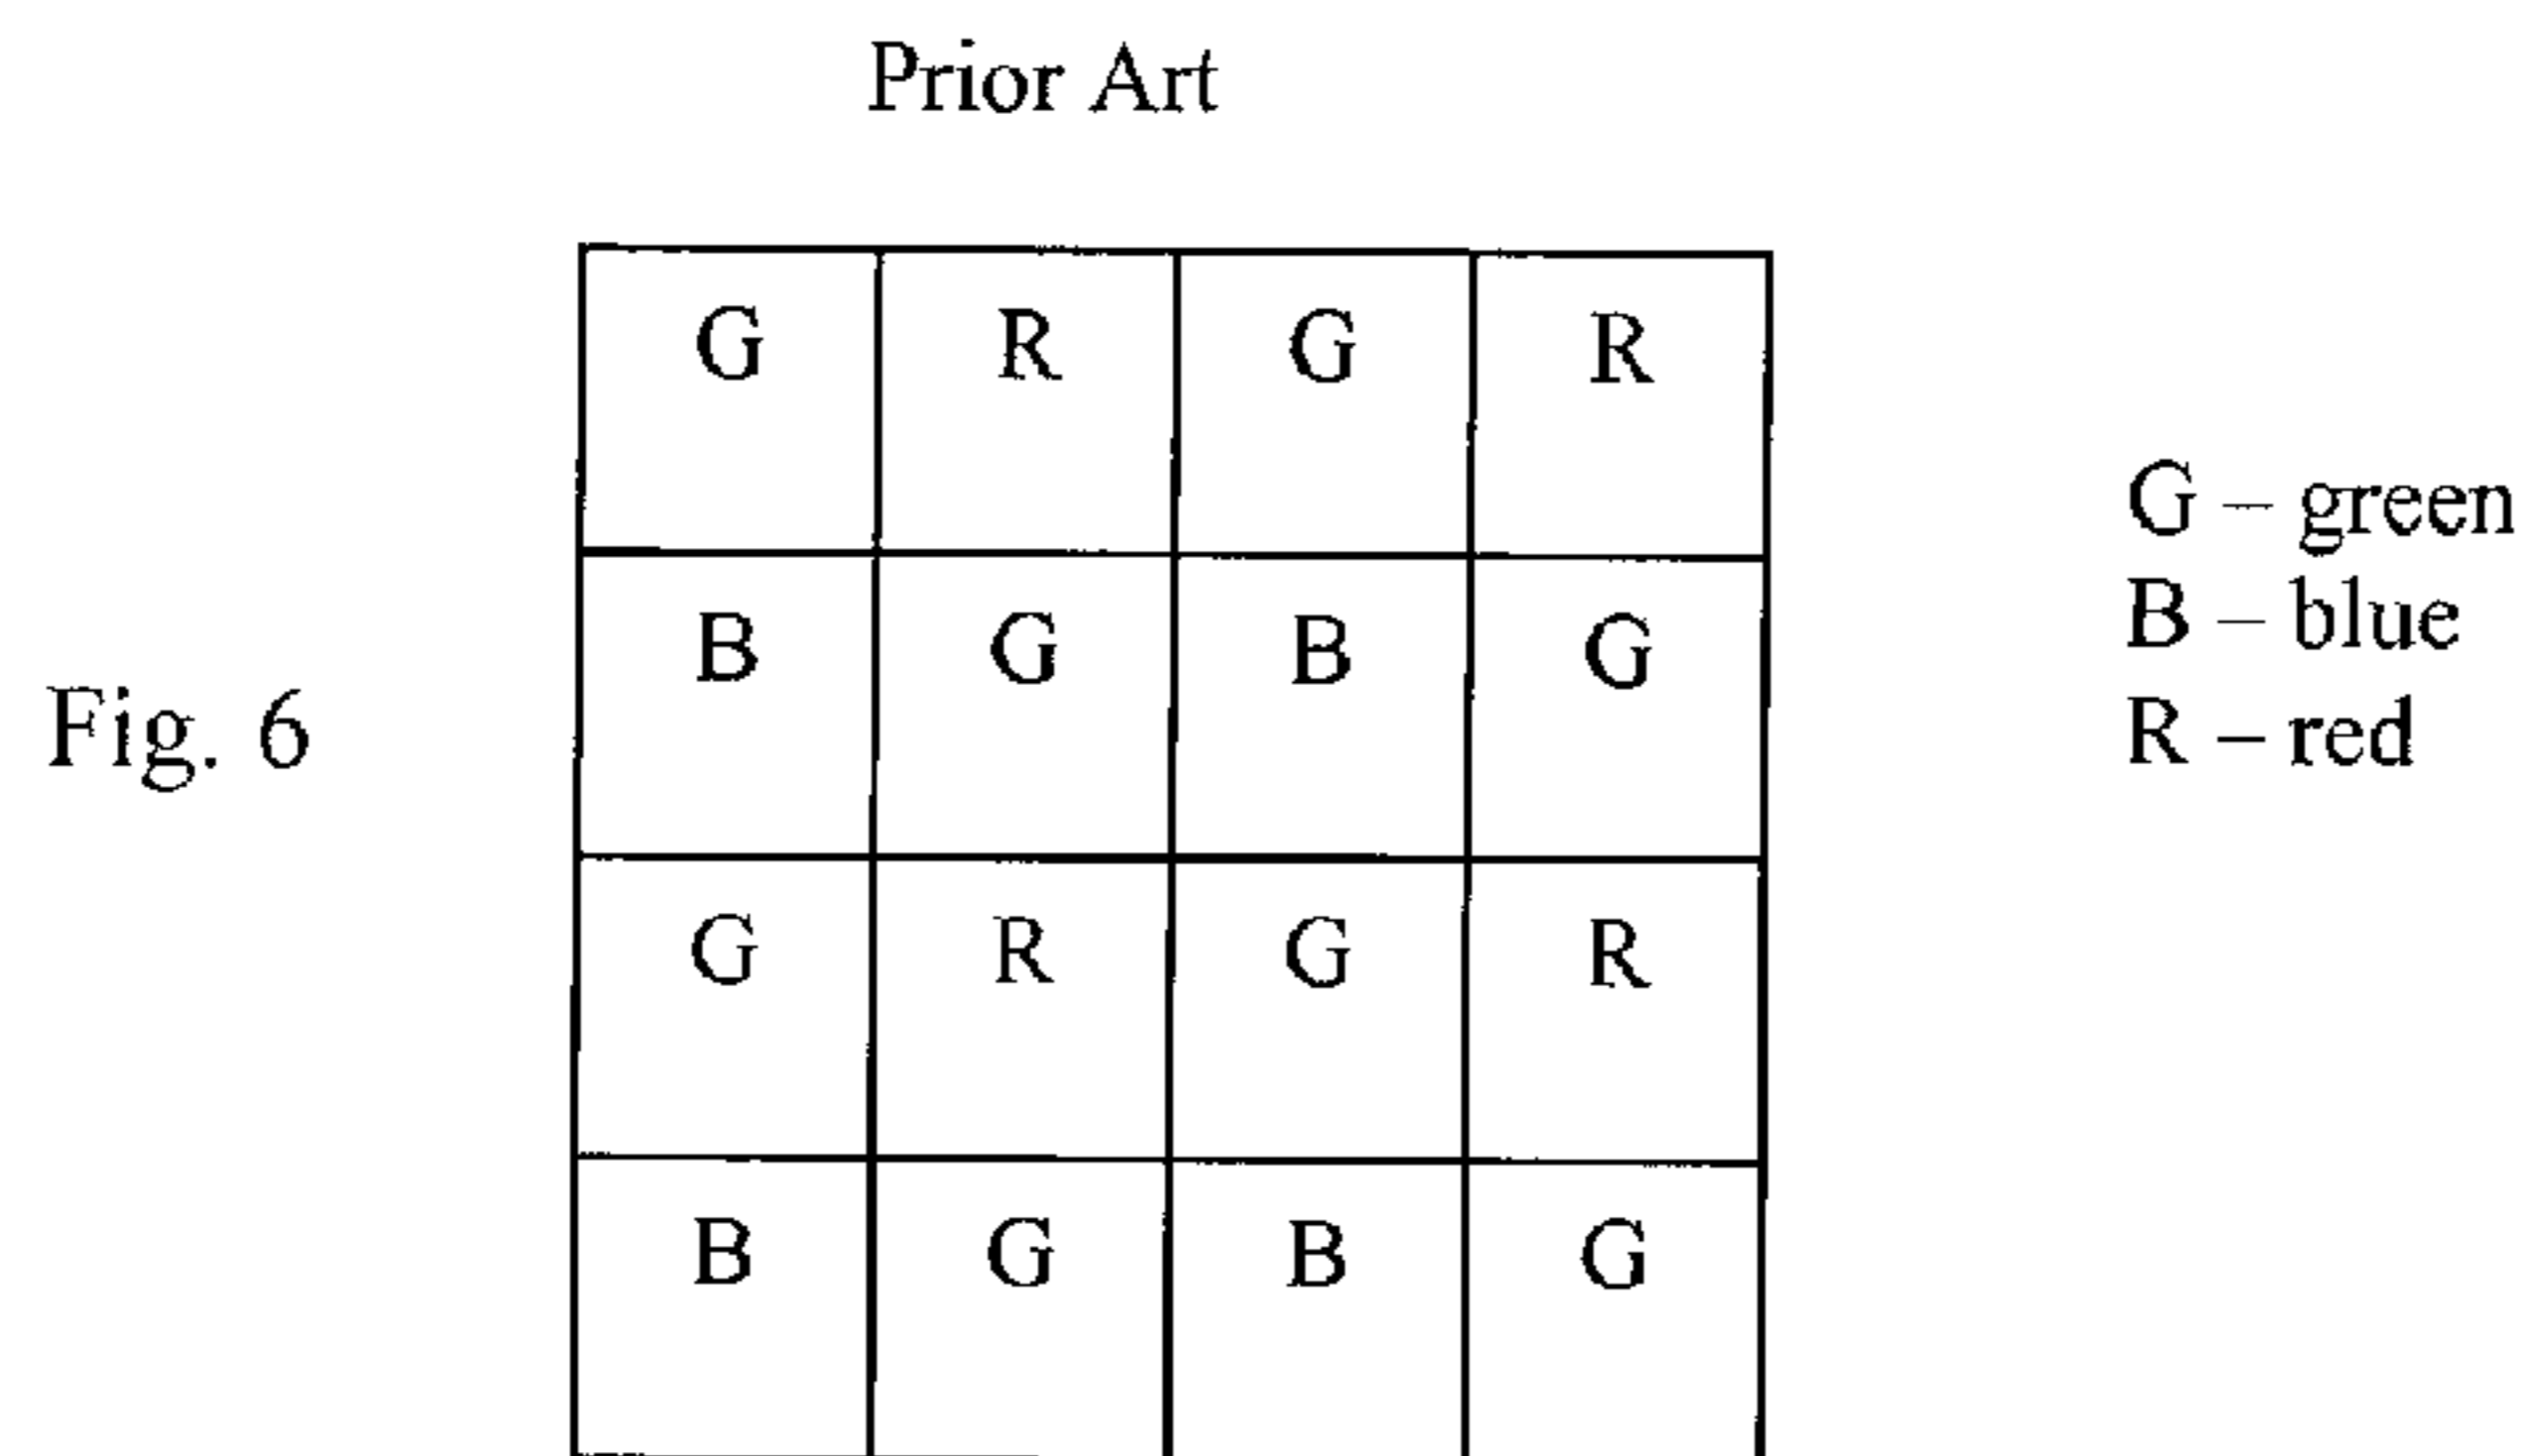 Prior Art
G R G R
B G B G
G R G R
B G B G
G – green
B – blue
R – red
Fig. 6